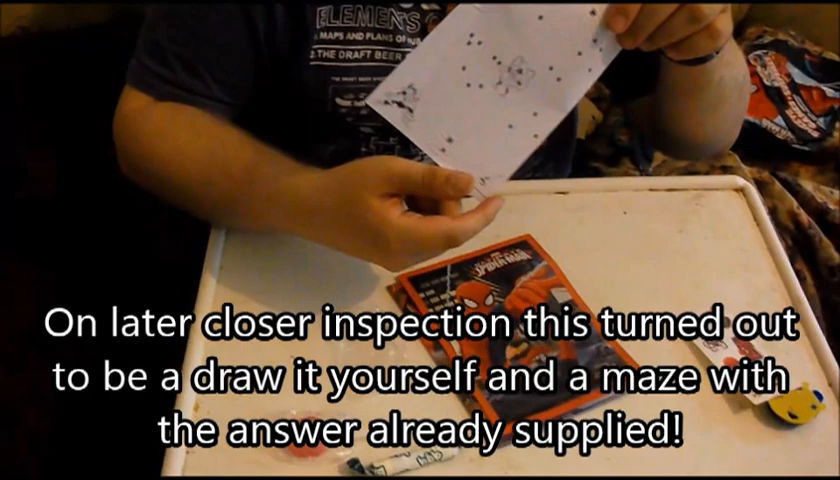 ELEMENTS
MAPS AND PLANS OF
2.THE DRAFT BEER
SPIDER-MAN
On later closer inspection this turned out
to be a draw it yourself and a maze with
the answer already supplied!